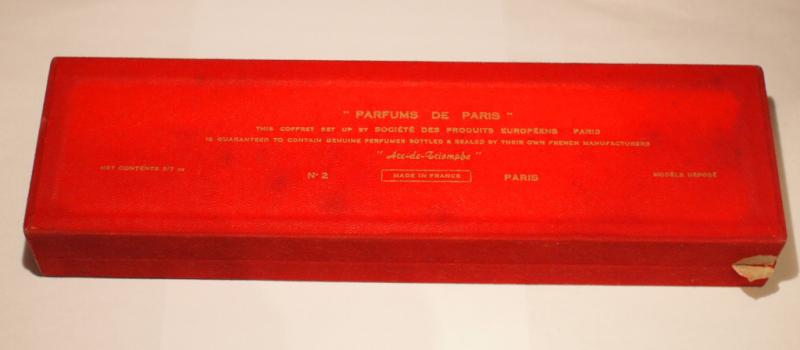 " PARFUMS DE PARIS "
THIS COFFRET SET UP BY SOCIÉTÉ DES PRODUITS EUROPÉENS PARIS
IS GUARANTEED TO CONTAIN GENUINE PERFUMES BOTTLED & SEALED BY THEIR OWN FRENCH MANUFACTURERS
" Arc-de-Triomphe "
NET CONTENTS oz N° 2 MADE IN FRANCE PARIS MODÈLE DÉPOSÉ